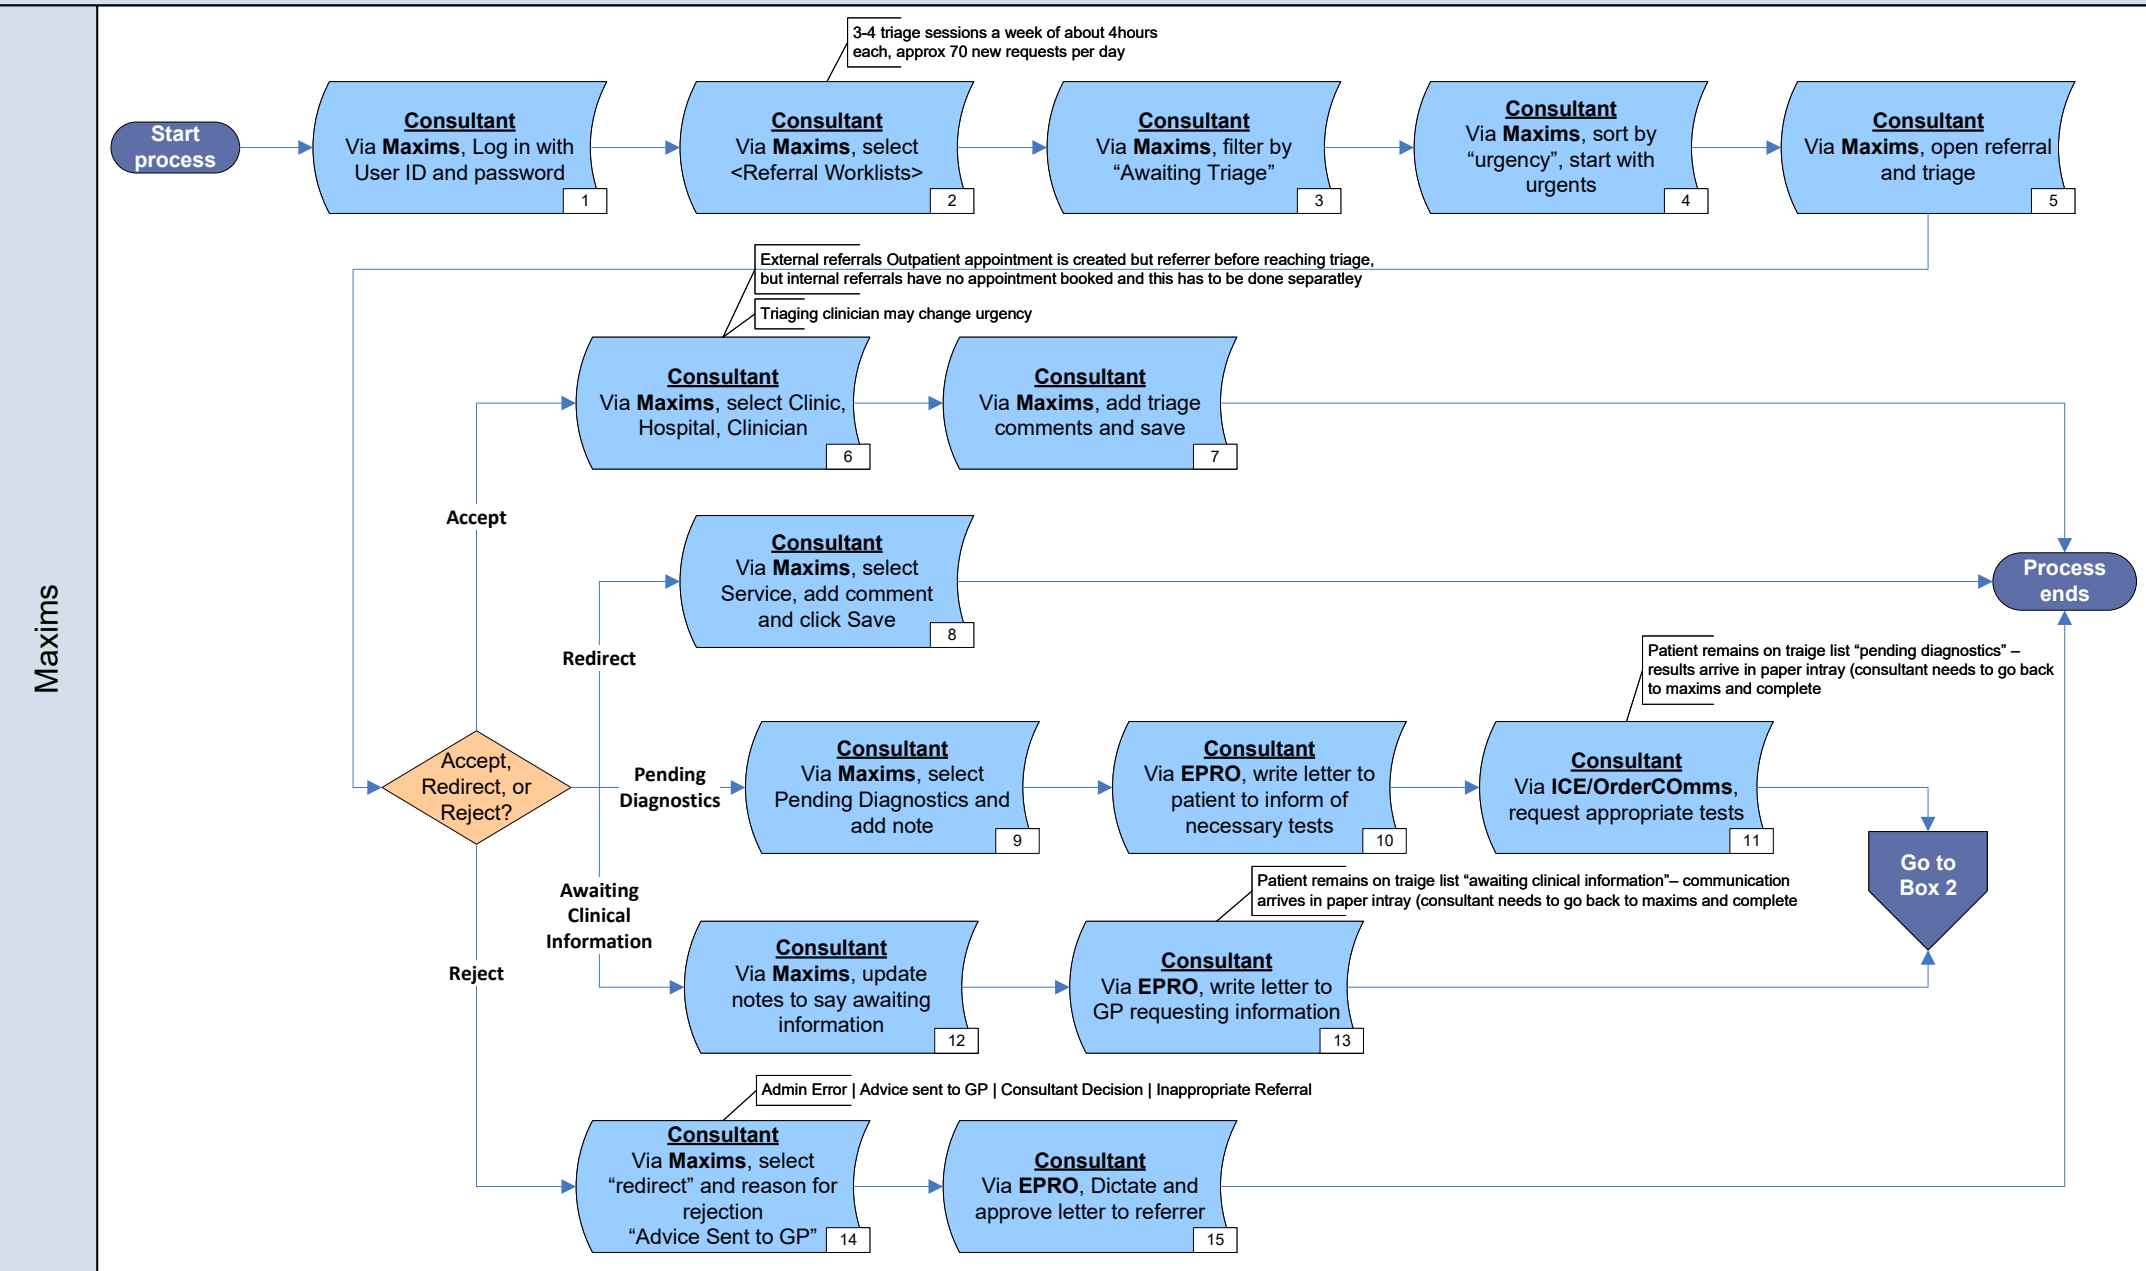 Maxims
3-4 triage sessions a week of about 4hours
each, approx 70 new requests per day
Start
process
Consultant
Via Maxims, Log in with
User ID and password
1
Consultant
Via Maxims, select
<Referral Worklists>
2
Consultant
Via Maxims, filter by
“Awaiting Triage”
3
Consultant
Via Maxims, sort by
“urgency”, start with
urgents
4
Consultant
Via Maxims, open referral
and triage
5
External referrals Outpatient appointment is created but referrer before reaching triage,
but internal referrals have no appointment booked and this has to be done separatley
Triaging clinician may change urgency
Consultant
Via Maxims, select Clinic,
Hospital, Clinician
6
Consultant
Via Maxims, add triage
comments and save
7
Accept
Consultant
Via Maxims, select
Service, add comment
and click Save
8
Process
ends
Redirect
Patient remains on traige list “pending diagnostics” –
results arrive in paper intray (consultant needs to go back
to maxims and complete
Accept,
Redirect, or
Reject?
Pending
Diagnostics
Consultant
Via Maxims, select
Pending Diagnostics and
add note
9
Consultant
Via EPRO, write letter to
patient to inform of
necessary tests
10
Consultant
Via ICE/OrderCOmms,
request appropriate tests
11
Go to
Box 2
Patient remains on traige list “awaiting clinical information”– communication
arrives in paper intray (consultant needs to go back to maxims and complete
Awaiting
Clinical
Information
Consultant
Via Maxims, update
notes to say awaiting
information
12
Consultant
Via EPRO, write letter to
GP requesting information
13
Reject
Admin Error | Advice sent to GP | Consultant Decision | Inappropriate Referral
Consultant
Via Maxims, select
“redirect” and reason for
rejection
“Advice Sent to GP”
14
Consultant
Via EPRO, Dictate and
approve letter to referrer
15